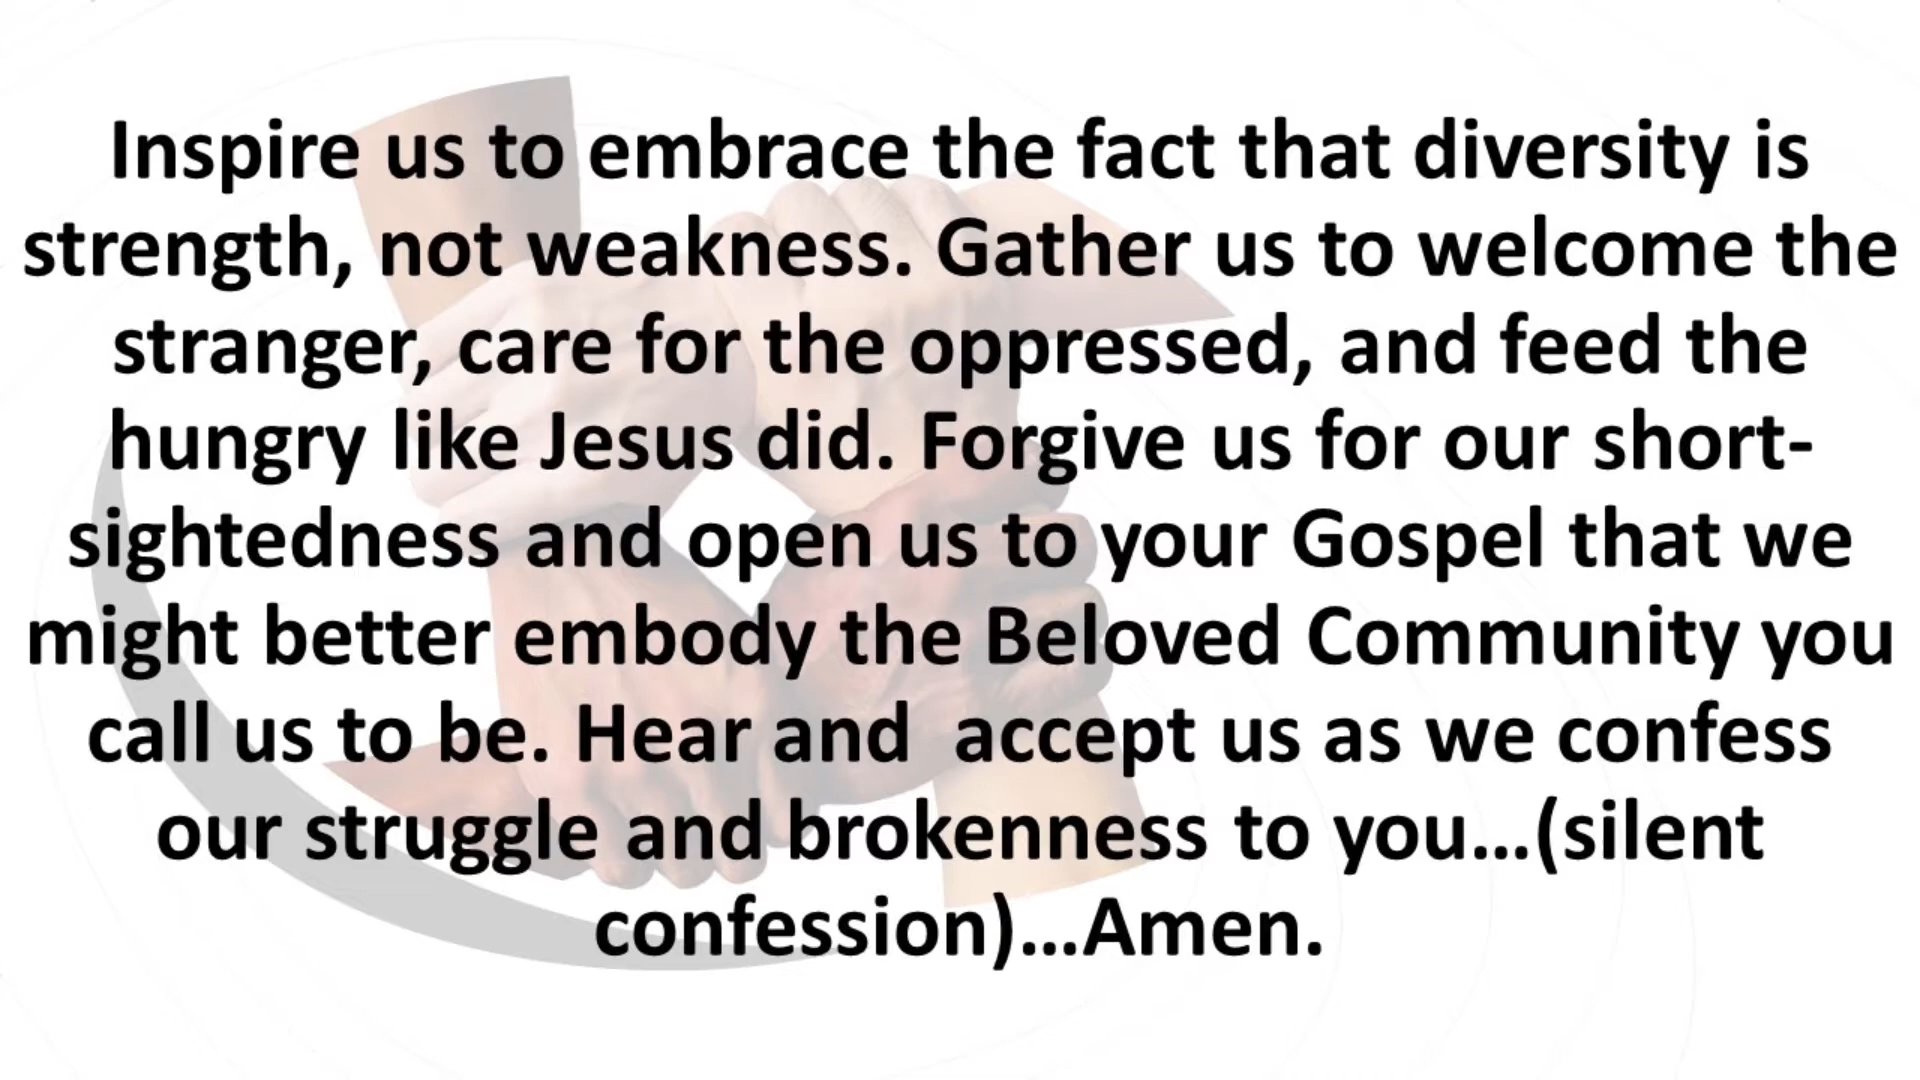 Inspire us to embrace the fact that diversity is
strength, not weakness. Gather us to welcome the
stranger, care for the oppressed, and feed the
hungry like Jesus did. Forgive us for our short-
sightedness and open us to your Gospel that we
might better embody the Beloved Community you
call us to be. Hear and  accept us as we confess
our struggle and brokenness to you…(silent
confession)…Amen.